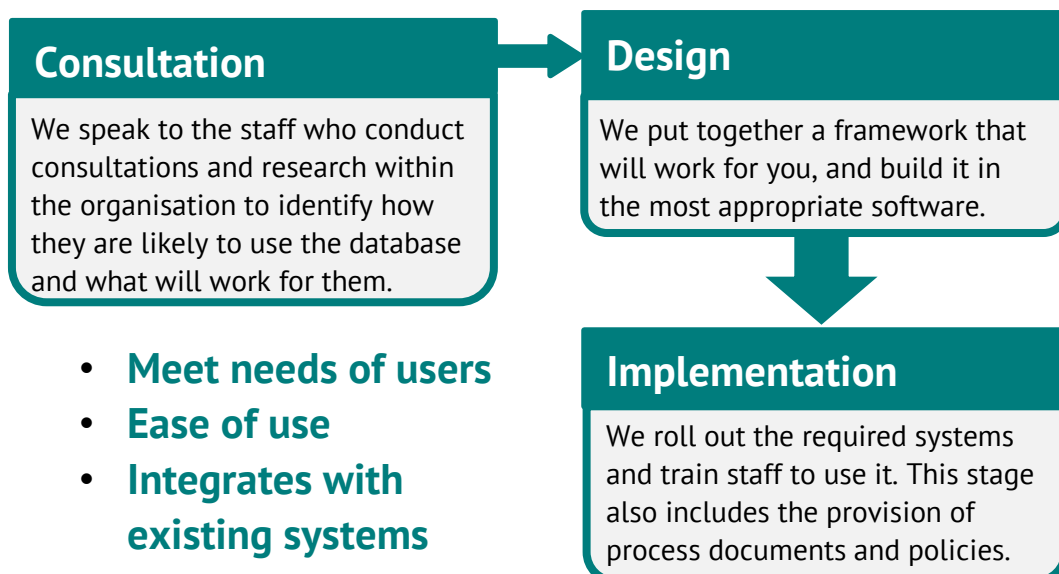 Consultation
We speak to the staff who conduct
consultations and research within
the organisation to identify how
they are likely to use the database
and what will work for them.
Design
We put together a framework that
will work for you, and build it in
the most appropriate software.
Implementation
We roll out the required systems
and train staff to use it. This stage
also includes the provision of
process documents and policies.
• Meet needs of users
• Ease of use
• Integrates with
existing systems